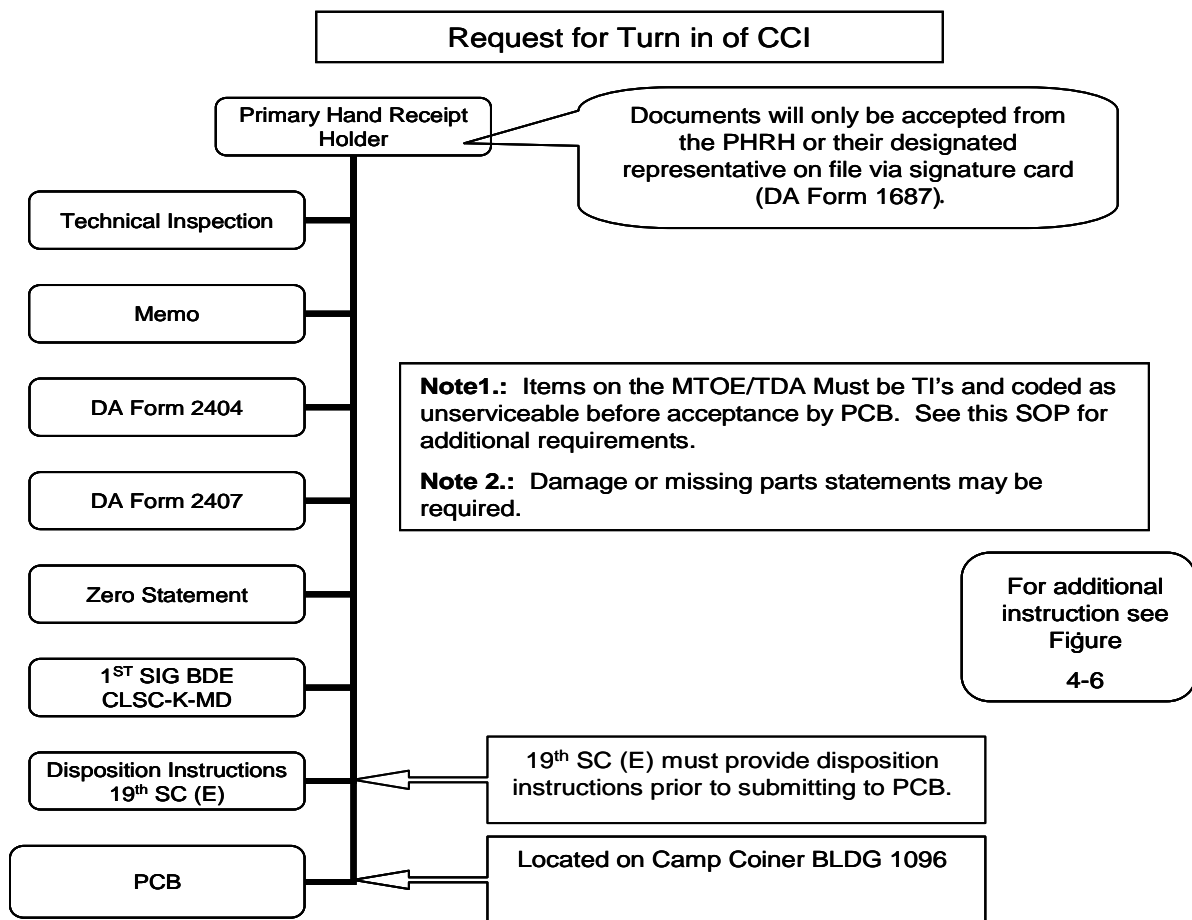 Request for Turn in of CCI
Primary Hand Receipt
Holder
Documents will only be accepted from
the PHRH or their designated
representative on file via signature card
(DA Form 1687).
Technical Inspection
Memo
DA Form 2404
Note1.: Items on the MTOE/TDA Must be TI's and coded as
unserviceable before acceptance by PCB. See this SOP for
additional requirements.
Note 2.: Damage or missing parts statements may be
required.
DA Form 2407
Zero Statement
For additional
instruction see
Figure
4-6
1ST SIG BDE
CLSC-K-MD
Disposition Instructions
19th SC (E)
19th SC (E) must provide disposition
instructions prior to submitting to PCB.
PCB
Located on Camp Coiner BLDG 1096